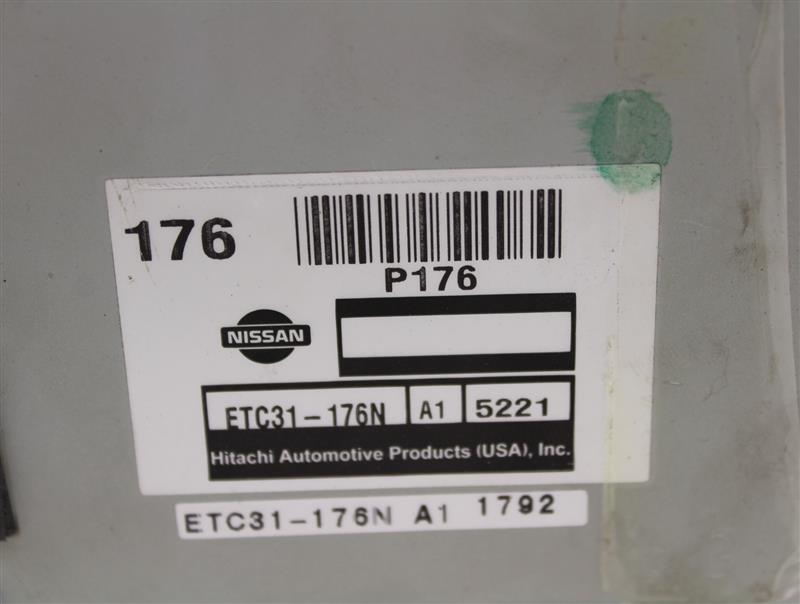 176
P176
NISSAN
ETC31-176N A1 5221
Hitachi Automotive Products (USA), Inc.
ETC31-176N A1 1792